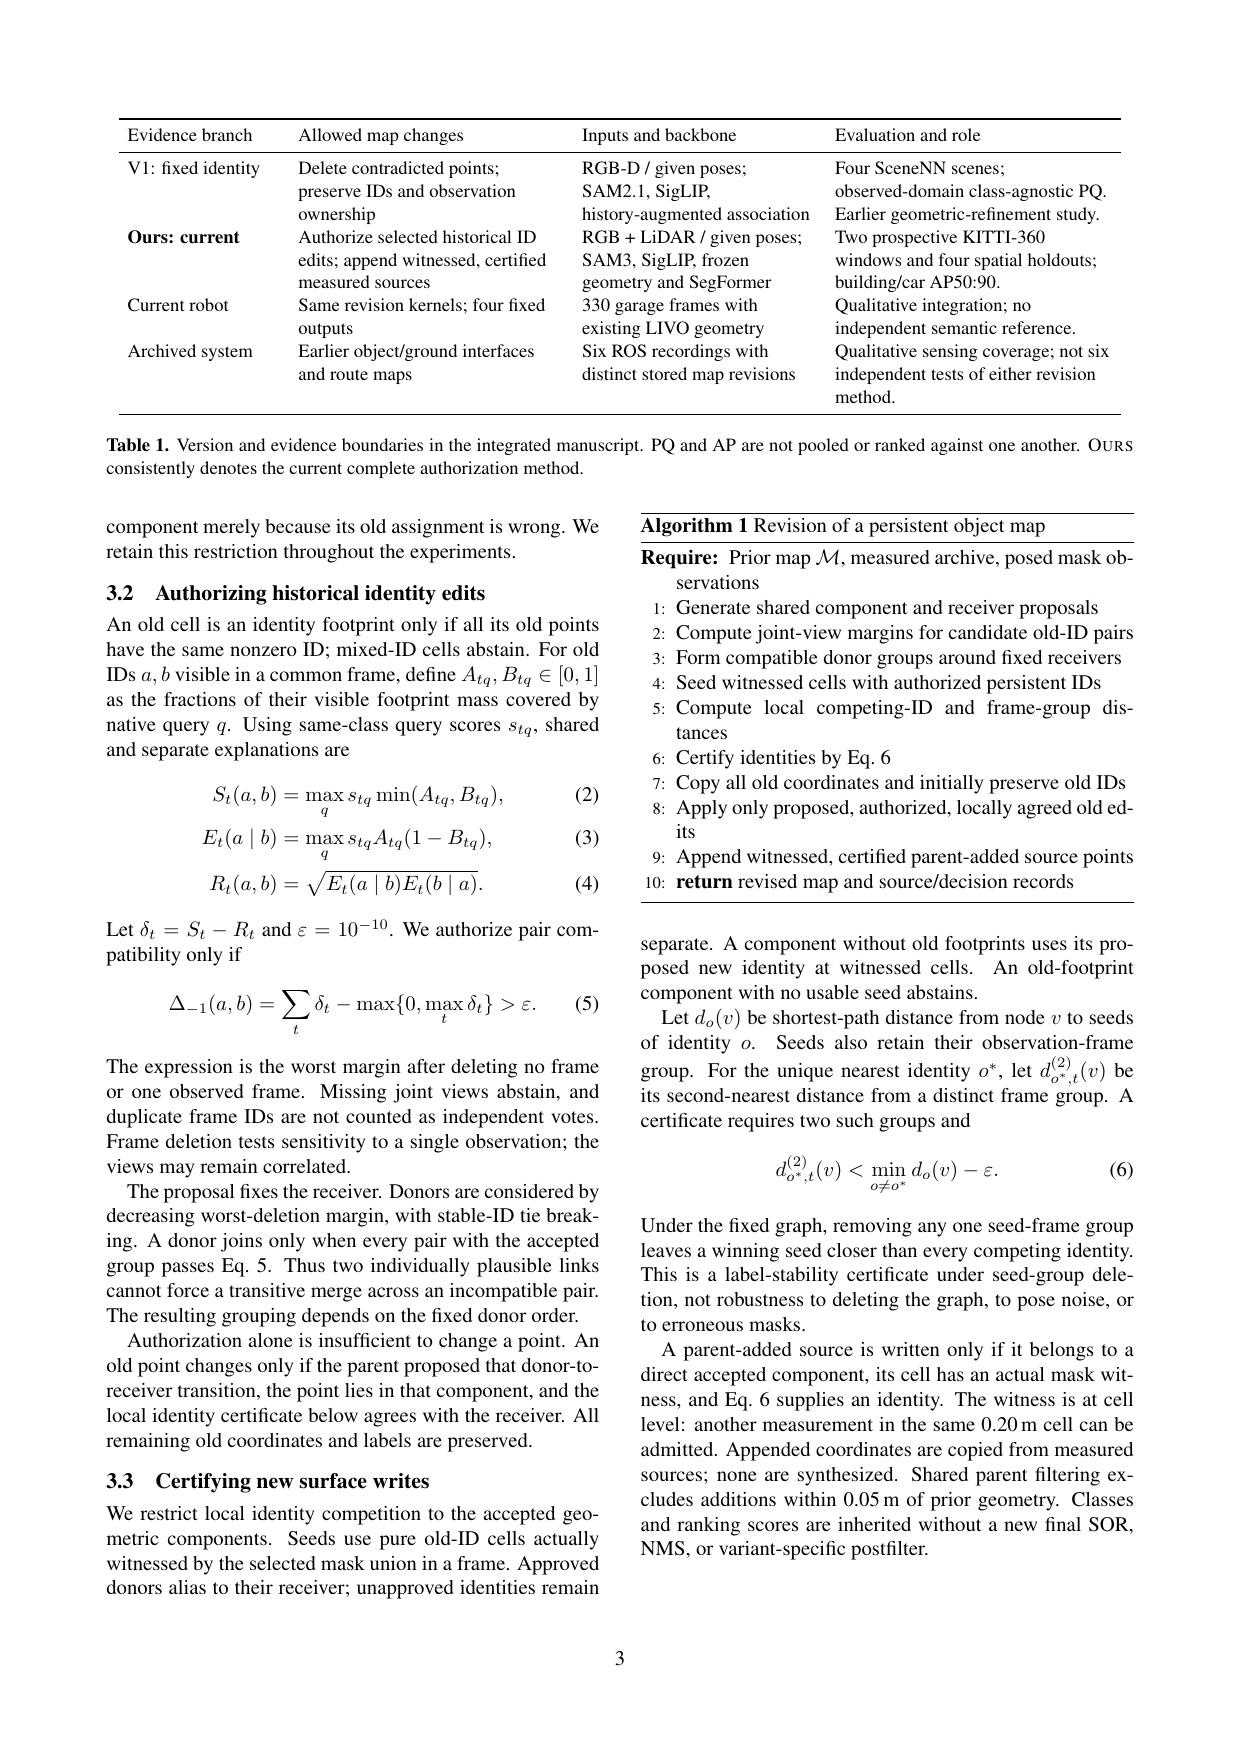 Evidence branch Allowed map changes Inputs and backbone Evaluation and role
V1: fixed identity Delete contradicted points; RGB-D / given poses; Four SceneNN scenes;
preserve IDs and observation SAM2.1, SigLIP, observed-domain class-agnostic PQ.
ownership history-augmented association Earlier geometric-refinement study.
Ours: current Authorize selected historical ID RGB + LiDAR / given poses; Two prospective KITTI-360
edits; append witnessed, certified SAM3, SigLIP, frozen windows and four spatial holdouts;
measured sources geometry and SegFormer building/car AP50:90.
Current robot Same revision kernels; four fixed 330 garage frames with Qualitative integration; no
outputs existing LIVO geometry independent semantic reference.
Archived system Earlier object/ground interfaces Six ROS recordings with Qualitative sensing coverage; not six
and route maps distinct stored map revisions independent tests of either revision
method.
Table 1. Version and evidence boundaries in the integrated manuscript. PQ and AP are not pooled or ranked against one another. OURS
consistently denotes the current complete authorization method.
component merely because its old assignment is wrong. We
retain this restriction throughout the experiments.
3.2 Authorizing historical identity edits
An old cell is an identity footprint only if all its old points
have the same nonzero ID; mixed-ID cells abstain. For old
IDs a, b visible in a common frame, define A_{tq}, B_{tq} ∈ [0, 1]
as the fractions of their visible footprint mass covered by
native query q. Using same-class query scores s_{tq}, shared
and separate explanations are
S_t(a, b) = max_q s_{tq} min(A_{tq}, B_{tq}), (2)
E_t(a | b) = max_q s_{tq} A_{tq}(1 − B_{tq}), (3)
R_t(a, b) = √(E_t(a | b)E_t(b | a)). (4)
Let δ_t = S_t − R_t and ε = 10^{−10}. We authorize pair com-
patibility only if
Δ_{−1}(a, b) = ∑_t δ_t − max{0, max_t δ_t} > ε. (5)
The expression is the worst margin after deleting no frame
or one observed frame. Missing joint views abstain, and
duplicate frame IDs are not counted as independent votes.
Frame deletion tests sensitivity to a single observation; the
views may remain correlated.
The proposal fixes the receiver. Donors are considered by
decreasing worst-deletion margin, with stable-ID tie break-
ing. A donor joins only when every pair with the accepted
group passes Eq. 5. Thus two individually plausible links
cannot force a transitive merge across an incompatible pair.
The resulting grouping depends on the fixed donor order.
Authorization alone is insufficient to change a point. An
old point changes only if the parent proposed that donor-to-
receiver transition, the point lies in that component, and the
local identity certificate below agrees with the receiver. All
remaining old coordinates and labels are preserved.
3.3 Certifying new surface writes
We restrict local identity competition to the accepted geo-
metric components. Seeds use pure old-ID cells actually
witnessed by the selected mask union in a frame. Approved
donors alias to their receiver; unapproved identities remain
Algorithm 1 Revision of a persistent object map
Require: Prior map ℳ, measured archive, posed mask ob-
servations
1: Generate shared component and receiver proposals
2: Compute joint-view margins for candidate old-ID pairs
3: Form compatible donor groups around fixed receivers
4: Seed witnessed cells with authorized persistent IDs
5: Compute local competing-ID and frame-group dis-
tances
6: Certify identities by Eq. 6
7: Copy all old coordinates and initially preserve old IDs
8: Apply only proposed, authorized, locally agreed old ed-
its
9: Append witnessed, certified parent-added source points
10: return revised map and source/decision records
separate. A component without old footprints uses its pro-
posed new identity at witnessed cells. An old-footprint
component with no usable seed abstains.
Let d_o(v) be shortest-path distance from node v to seeds
of identity o. Seeds also retain their observation-frame
group. For the unique nearest identity o*, let d^{(2)}_{o*,t}(v) be
its second-nearest distance from a distinct frame group. A
certificate requires two such groups and
d^{(2)}_{o*,t}(v) < min_{o≠o*} d_o(v) − ε. (6)
Under the fixed graph, removing any one seed-frame group
leaves a winning seed closer than every competing identity.
This is a label-stability certificate under seed-group dele-
tion, not robustness to deleting the graph, to pose noise, or
to erroneous masks.
A parent-added source is written only if it belongs to a
direct accepted component, its cell has an actual mask wit-
ness, and Eq. 6 supplies an identity. The witness is at cell
level: another measurement in the same 0.20 m cell can be
admitted. Appended coordinates are copied from measured
sources; none are synthesized. Shared parent filtering ex-
cludes additions within 0.05 m of prior geometry. Classes
and ranking scores are inherited without a new final SOR,
NMS, or variant-specific postfilter.
3